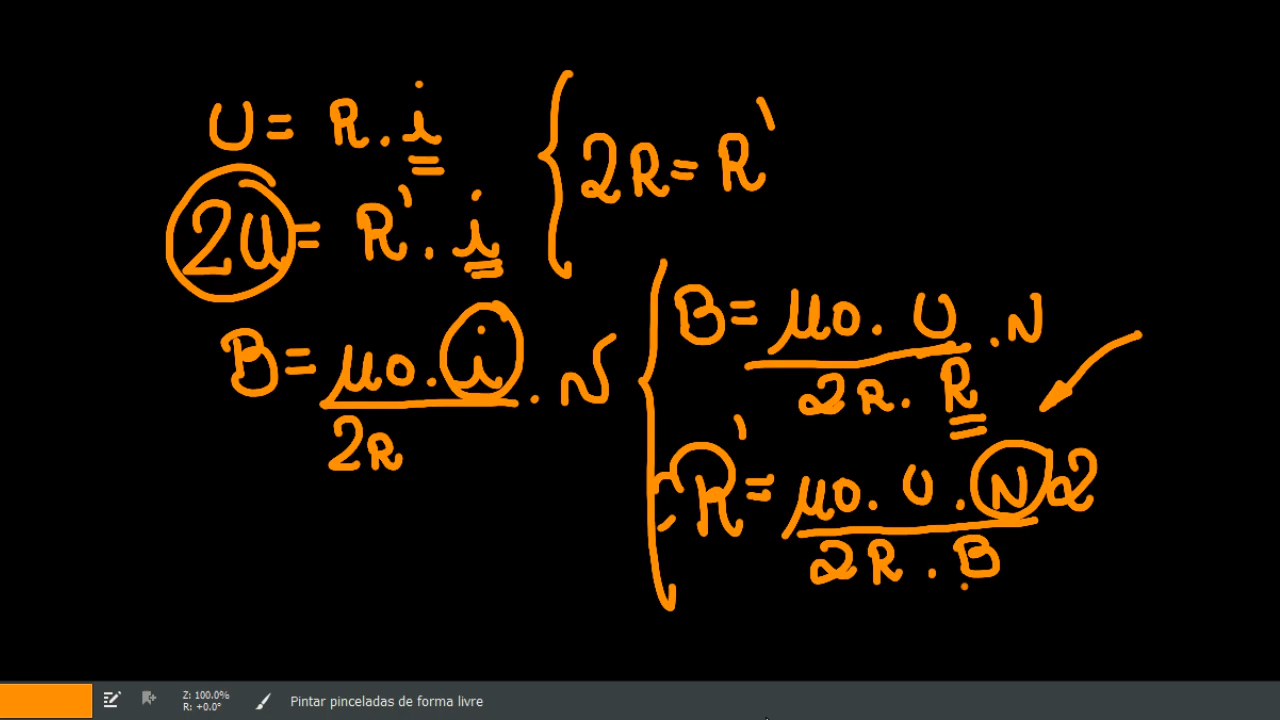 U = R . i
2U = R' . i
2R = R'
B = μo . i / 2R . N
B = μo . U / 2R . R . N
R' = μo . U . N 2 / 2R . B
Z: 100.0%
R: +0.0°
Pintar pinceladas de forma livre